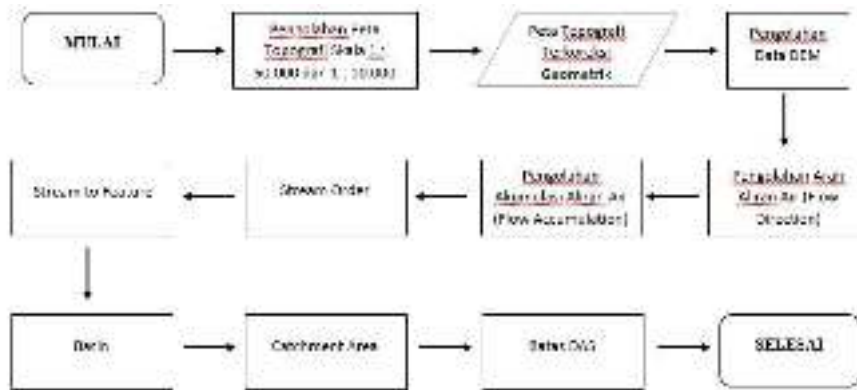 MULAI
Pengolahan Peta
Topografi Skala 1 :
50.000 dan 1 : 10.000
Peta Topografi
Terkoreksi
Geometrik
Pengolahan
Data DEM
Stream to Feature
Stream Order
Pengolahan
Akumulasi Aliran Air
(Flow Accumulation)
Pengolahan Arah
Aliran Air (Flow
Direction)
Basin
Catchment Area
Batas DAS
SELESAI